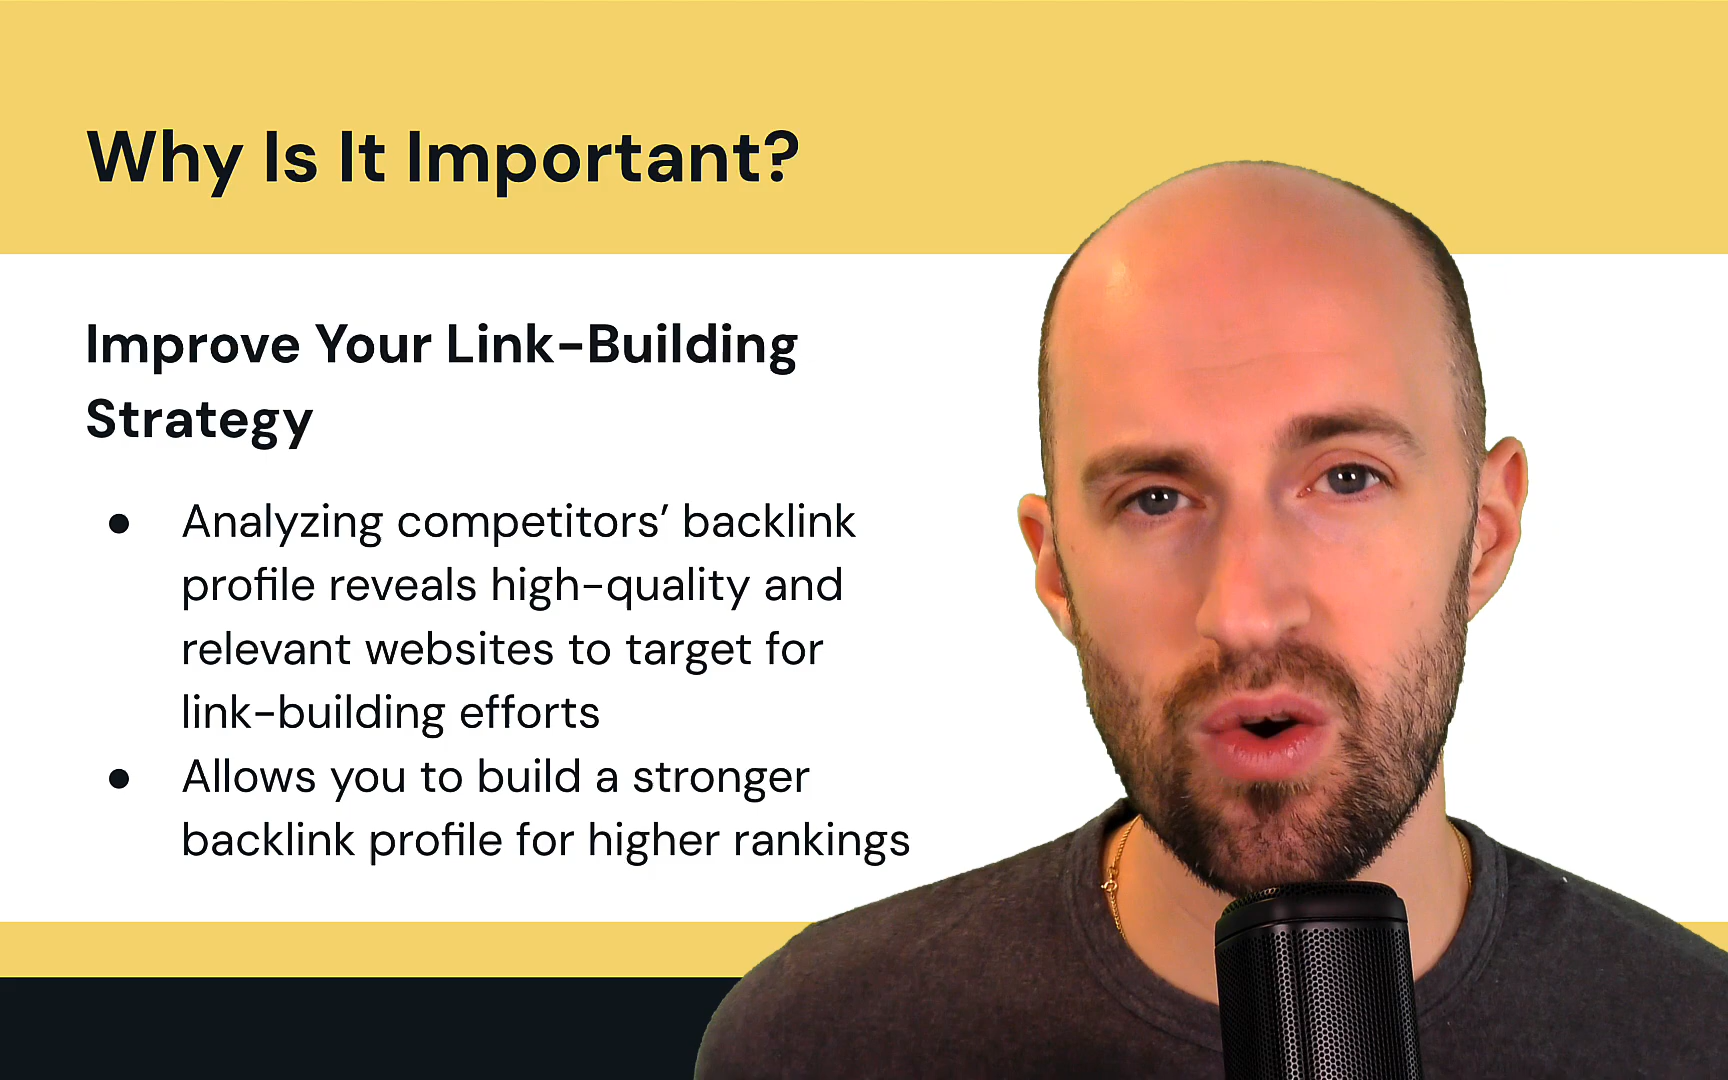 Why Is It Important?
Improve Your Link-Building
Strategy
● Analyzing competitors’ backlink
profile reveals high-quality and
relevant websites to target for
link-building efforts
● Allows you to build a stronger
backlink profile for higher rankings